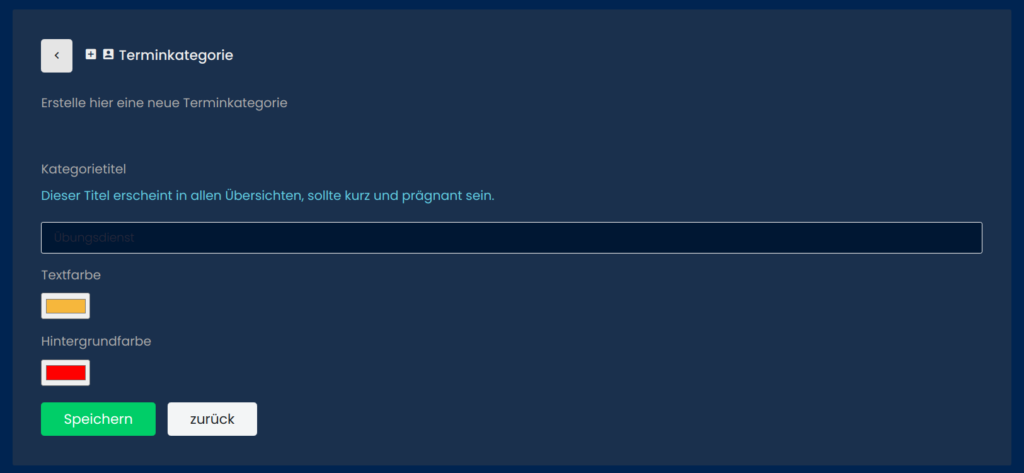 Terminkategorie
Erstelle hier eine neue Terminkategorie
Kategorietitel
Dieser Titel erscheint in allen Übersichten, sollte kurz und prägnant sein.
Übungsdienst
Textfarbe
Hintergrundfarbe
Speichern
zurück